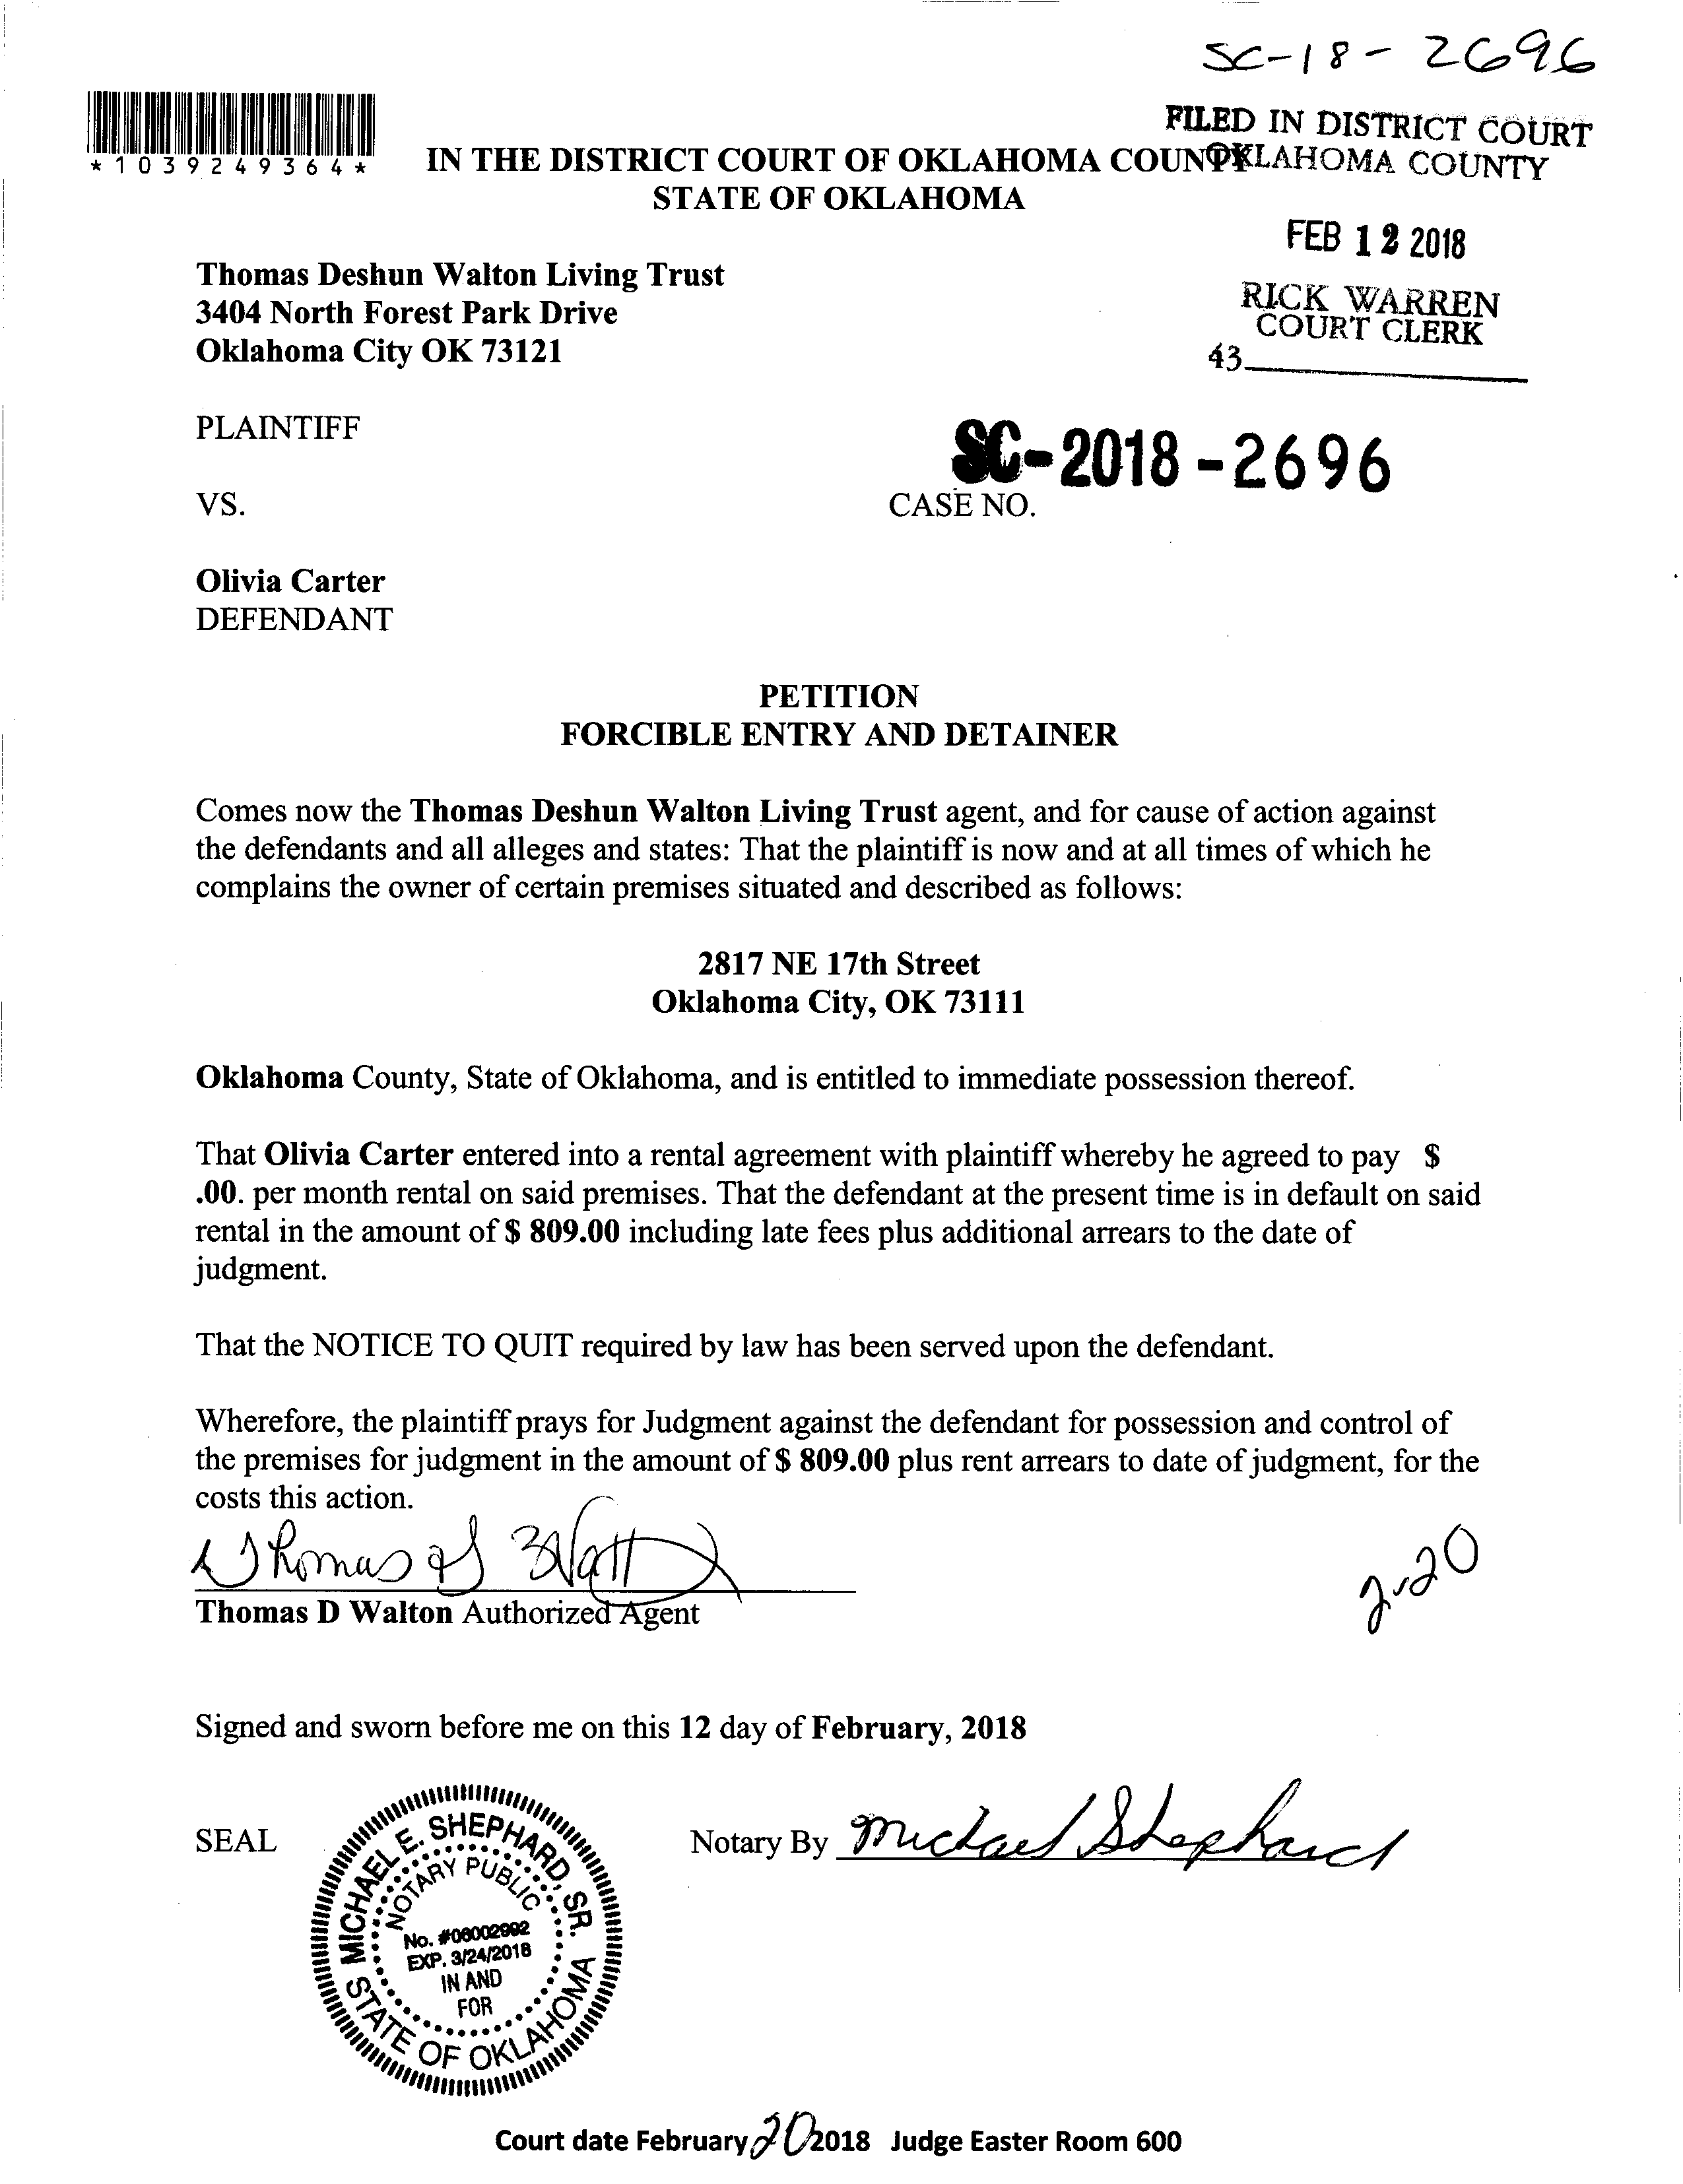 SC-18-2696
*1039249364*
FILED IN DISTRICT COURT
OKLAHOMA COUNTY
IN THE DISTRICT COURT OF OKLAHOMA COUNTY
STATE OF OKLAHOMA
FEB 12 2018
RICK WARREN
COURT CLERK
43
Thomas Deshun Walton Living Trust
3404 North Forest Park Drive
Oklahoma City OK 73121
PLAINTIFF
SC-2018-2696
VS.
CASE NO.
Olivia Carter
DEFENDANT
PETITION
FORCIBLE ENTRY AND DETAINER
Comes now the Thomas Deshun Walton Living Trust agent, and for cause of action against
the defendants and all alleges and states: That the plaintiff is now and at all times of which he
complains the owner of certain premises situated and described as follows:
2817 NE 17th Street
Oklahoma City, OK 73111
Oklahoma County, State of Oklahoma, and is entitled to immediate possession thereof.
That Olivia Carter entered into a rental agreement with plaintiff whereby he agreed to pay $
.00. per month rental on said premises. That the defendant at the present time is in default on said
rental in the amount of $ 809.00 including late fees plus additional arrears to the date of
judgment.
That the NOTICE TO QUIT required by law has been served upon the defendant.
Wherefore, the plaintiff prays for Judgment against the defendant for possession and control of
the premises for judgment in the amount of $ 809.00 plus rent arrears to date of judgment, for the
costs this action.
Thomas
2-20
Thomas D Walton Authorized Agent
Signed and sworn before me on this 12 day of February, 2018
SEAL
Notary By Michael Shephard
MICHAEL E. SHEPHARD, SR.
NOTARY PUBLIC
No. #06002992
EXP. 3/24/2018
IN AND
FOR
STATE OF OKLAHOMA
Court date February 20 2018 Judge Easter Room 600